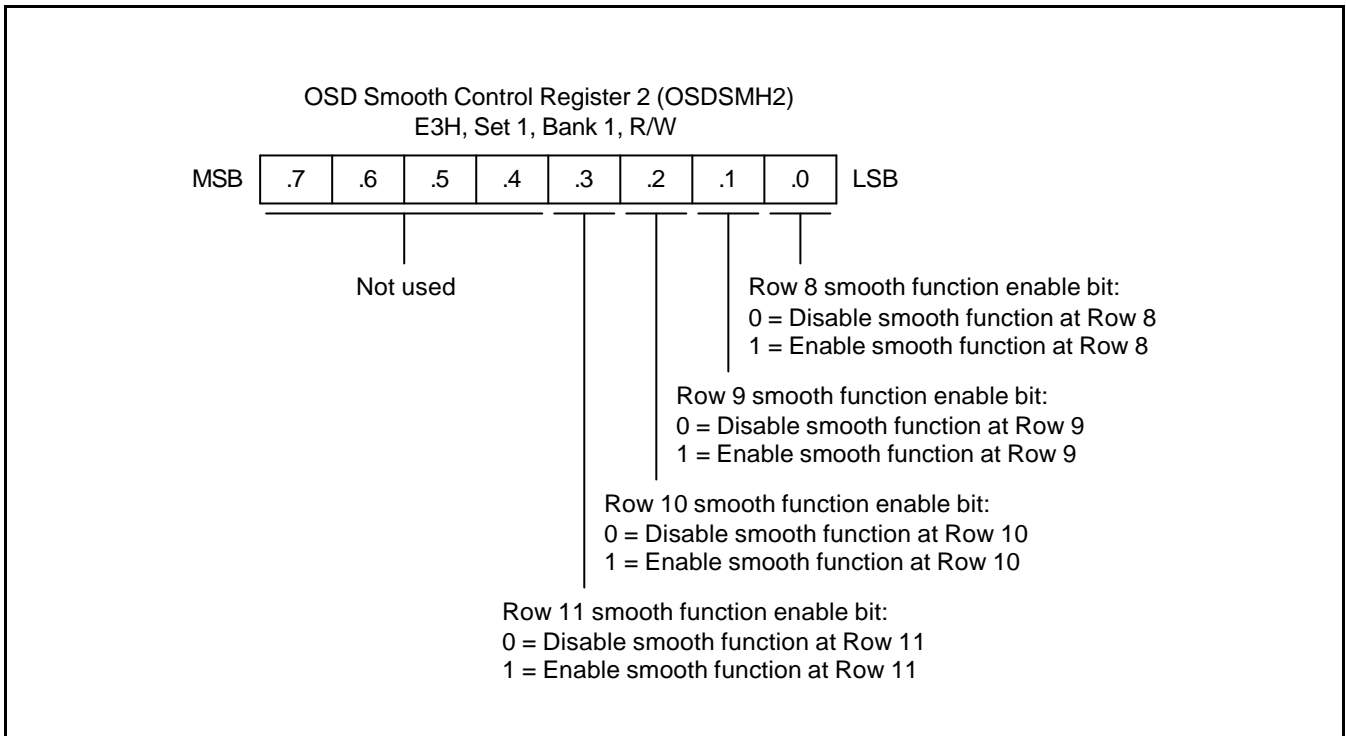 OSD Smooth Control Register 2 (OSDSMH2)
E3H, Set 1, Bank 1, R/W
MSB .7 .6 .5 .4 .3 .2 .1 .0 LSB
Not used
Row 8 smooth function enable bit:
0 = Disable smooth function at Row 8
1 = Enable smooth function at Row 8
Row 9 smooth function enable bit:
0 = Disable smooth function at Row 9
1 = Enable smooth function at Row 9
Row 10 smooth function enable bit:
0 = Disable smooth function at Row 10
1 = Enable smooth function at Row 10
Row 11 smooth function enable bit:
0 = Disable smooth function at Row 11
1 = Enable smooth function at Row 11